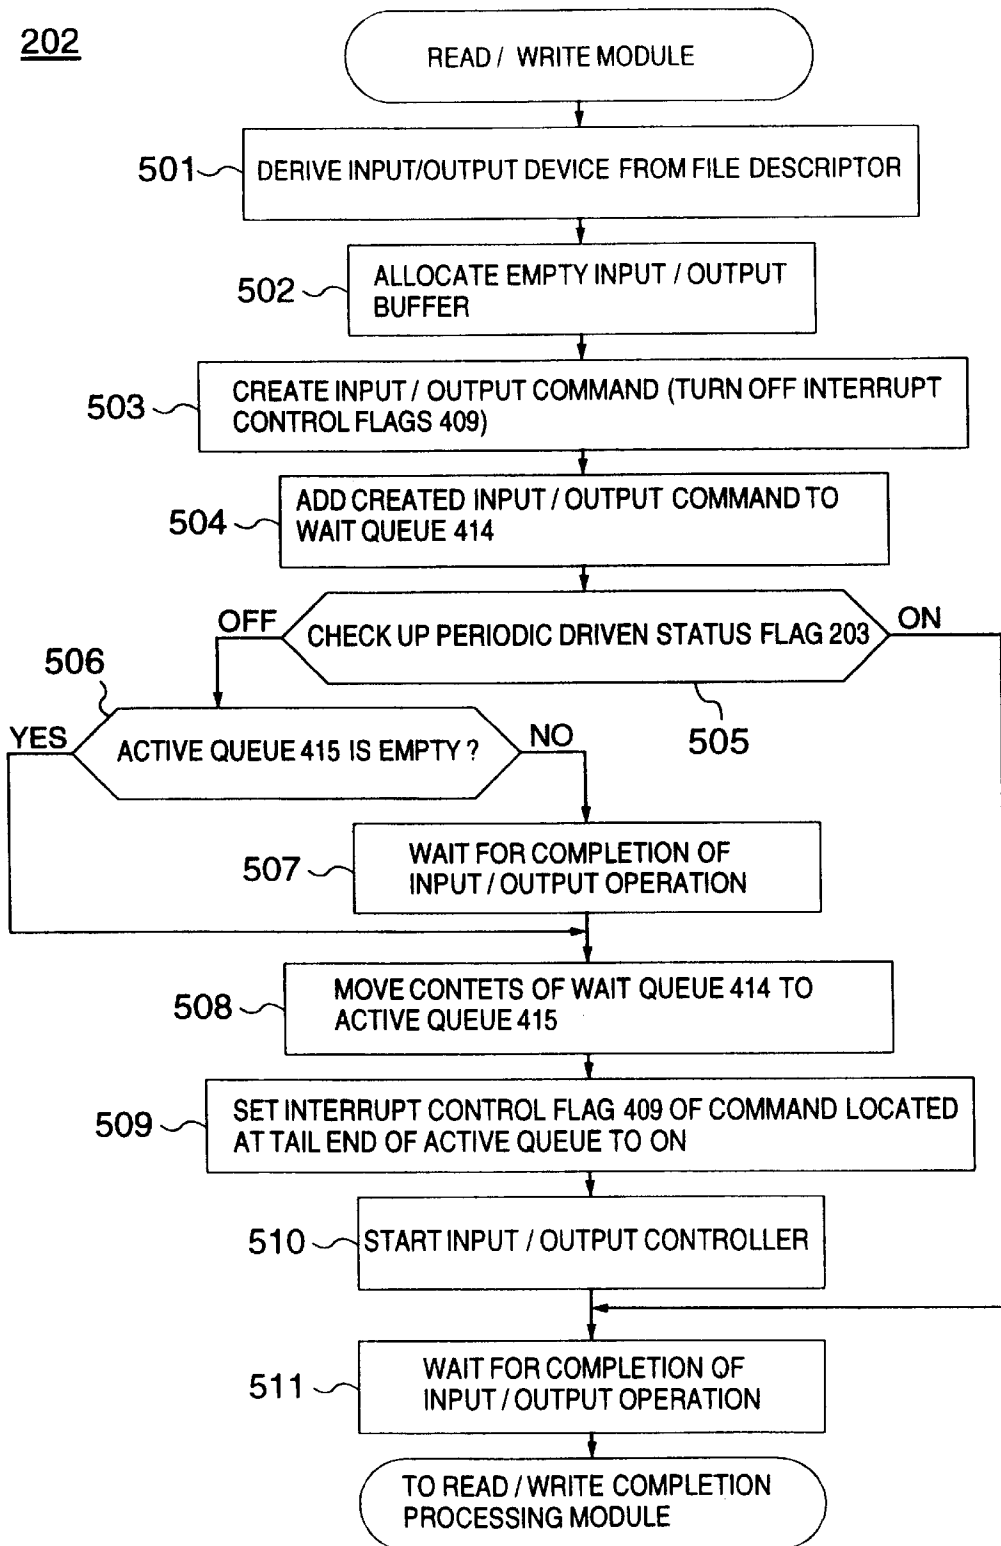 202
READ / WRITE MODULE
501
DERIVE INPUT/OUTPUT DEVICE FROM FILE DESCRIPTOR
502
ALLOCATE EMPTY INPUT / OUTPUT
BUFFER
503
CREATE INPUT / OUTPUT COMMAND (TURN OFF INTERRUPT
CONTROL FLAGS 409)
504
ADD CREATED INPUT / OUTPUT COMMAND TO
WAIT QUEUE 414
OFF
CHECK UP PERIODIC DRIVEN STATUS FLAG 203
ON
505
506
YES
ACTIVE QUEUE 415 IS EMPTY ?
NO
507
WAIT FOR COMPLETION OF
INPUT / OUTPUT OPERATION
508
MOVE CONTETS OF WAIT QUEUE 414 TO
ACTIVE QUEUE 415
509
SET INTERRUPT CONTROL FLAG 409 OF COMMAND LOCATED
AT TAIL END OF ACTIVE QUEUE TO ON
510
START INPUT / OUTPUT CONTROLLER
511
WAIT FOR COMPLETION OF
INPUT / OUTPUT OPERATION
TO READ / WRITE COMPLETION
PROCESSING MODULE